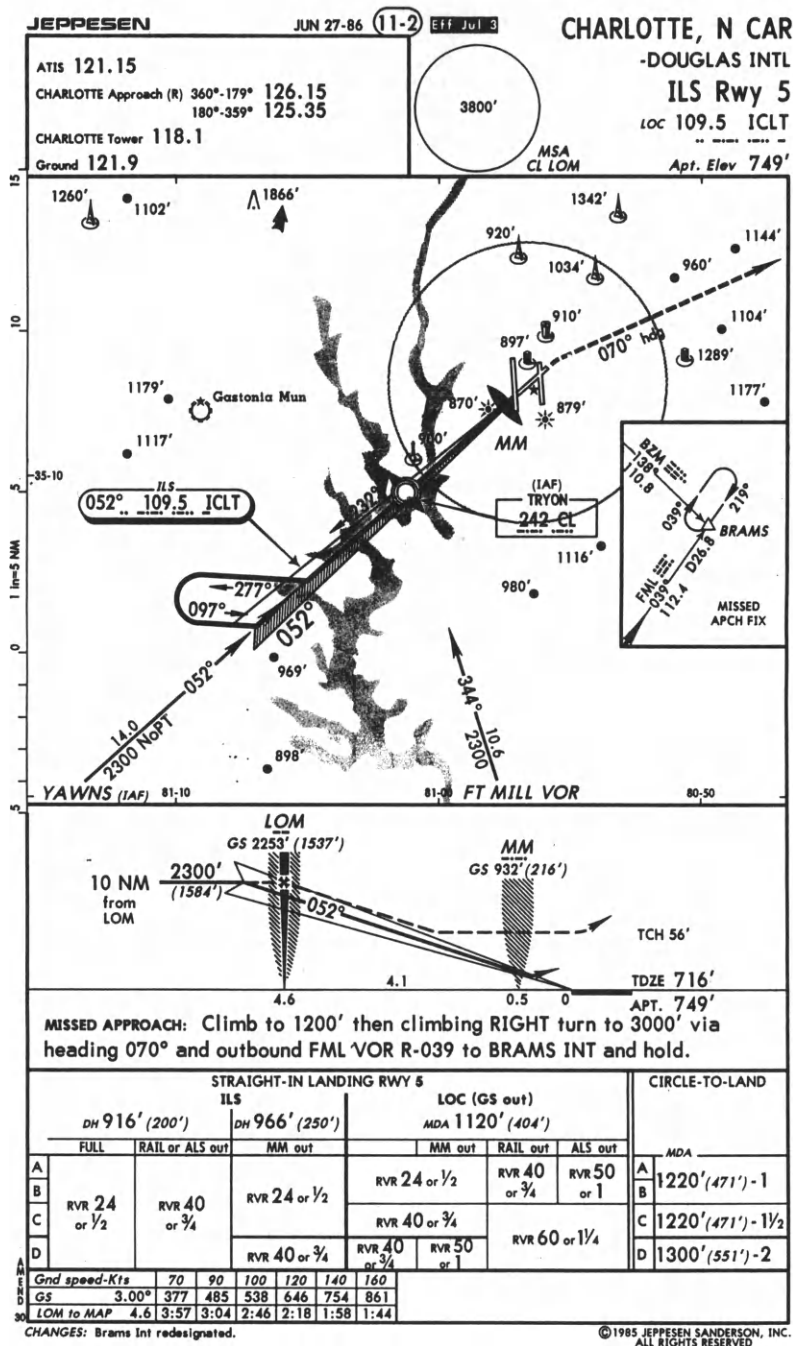 JEPPESEN JUN 27-86 11-2 Eff Jul 3 CHARLOTTE, N CAR
-DOUGLAS INTL
ILS Rwy 5
LOC 109.5 ICLT
Apt. Elev 749'
ATIS 121.15
CHARLOTTE Approach (R) 360°-179° 126.15
180°-359° 125.35
CHARLOTTE Tower 118.1
Ground 121.9
3800'
MSA
CL LOM
15
1260'
1102'
1866'
1342'
920'
1034'
1144'
960'
10
910'
897'
070° hdg
1104'
1289'
1179'
Gastonia Mun
870'
879'
1177'
MM
1117'
900'
35-10
5
ILS
052° 109.5 ICLT
230°
(IAF)
TRYON
242 CL
BZM
138°
110.8
039°
219°
BRAMS
FML
039°
112.4
D26.8
MISSED
APCH FIX
1 in=5 NM
1116'
980'
277°
097°
052°
0
969'
052°
14.0
2300 NoPT
344°
10.6
2300
898'
YAWNS (IAF) 81-10 81-00 FT MILL VOR 80-50
5
LOM
GS 2253' (1537')
MM
GS 932' (216')
10 NM
from
LOM
2300'
(1584')
052°
TCH 56'
4.1
TDZE 716'
4.6 0.5 0
APT. 749'
MISSED APPROACH: Climb to 1200' then climbing RIGHT turn to 3000' via
heading 070° and outbound FML VOR R-039 to BRAMS INT and hold.
STRAIGHT-IN LANDING RWY 5 CIRCLE-TO-LAND
ILS LOC (GS out)
DH 916' (200') DH 966' (250') MDA 1120' (404')
FULL RAIL or ALS out MM out MM out RAIL out ALS out MDA
A
B
C
D
RVR 24
or ½
RVR 40
or ¾
RVR 24 or ½
RVR 40 or ¾
RVR 24 or ½
RVR 40
or ¾
RVR 50
or 1
RVR 40 or ¾
RVR 60 or 1¼
RVR 40
or ¾
RVR 50
or 1
A
B
1220' (471') - 1
C 1220' (471') - 1½
D 1300' (551') - 2
Gnd speed-Kts 70 90 100 120 140 160
GS 3.00° 377 485 538 646 754 861
LOM to MAP 4.6 3:57 3:04 2:46 2:18 1:58 1:44
AMEND 30
CHANGES: Brams Int redesignated.
© 1985 JEPPESEN SANDERSON, INC.
ALL RIGHTS RESERVED